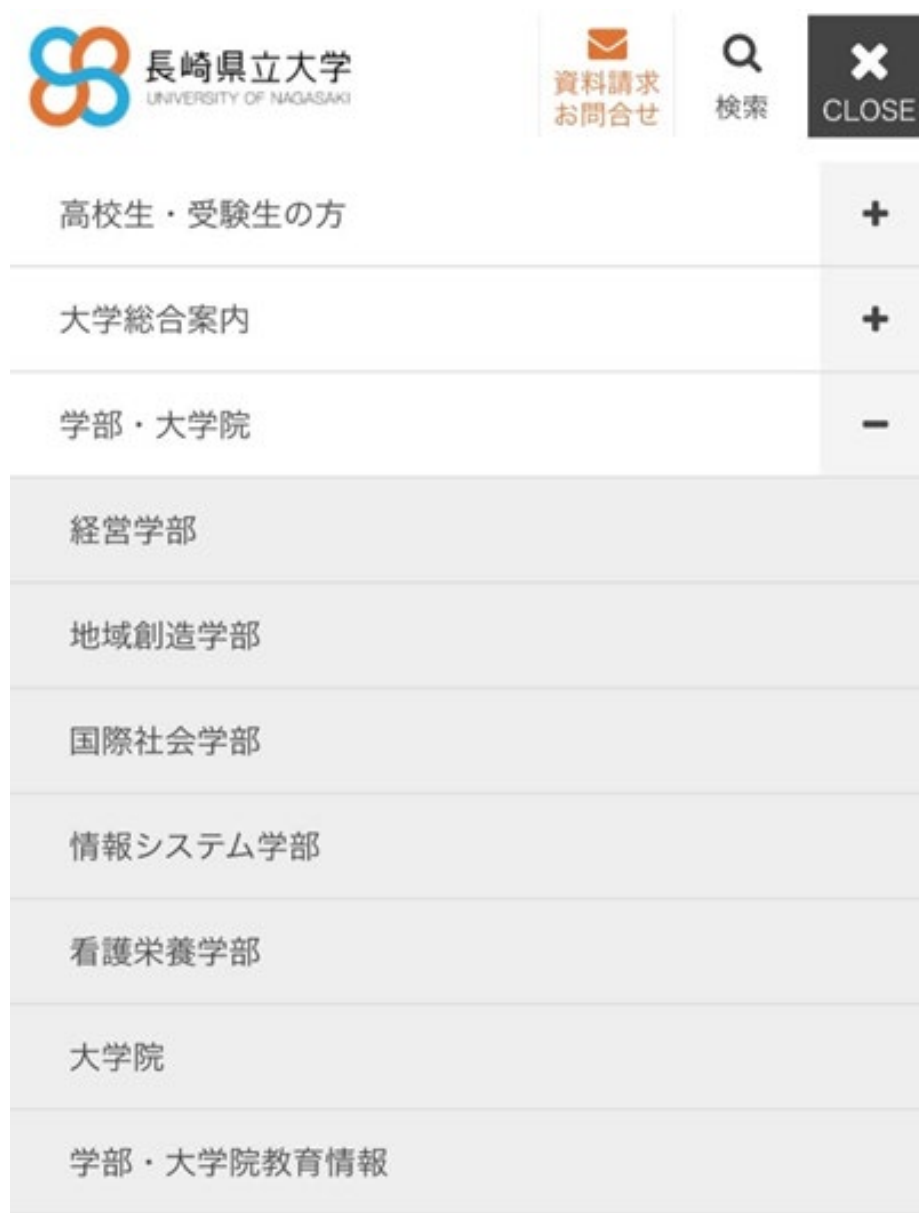 長崎県立大学
UNIVERSITY OF NAGASAKI
資料請求
お問合せ
検索
CLOSE
高校生・受験生の方
大学総合案内
学部・大学院
経営学部
地域創造学部
国際社会学部
情報システム学部
看護栄養学部
大学院
学部・大学院教育情報